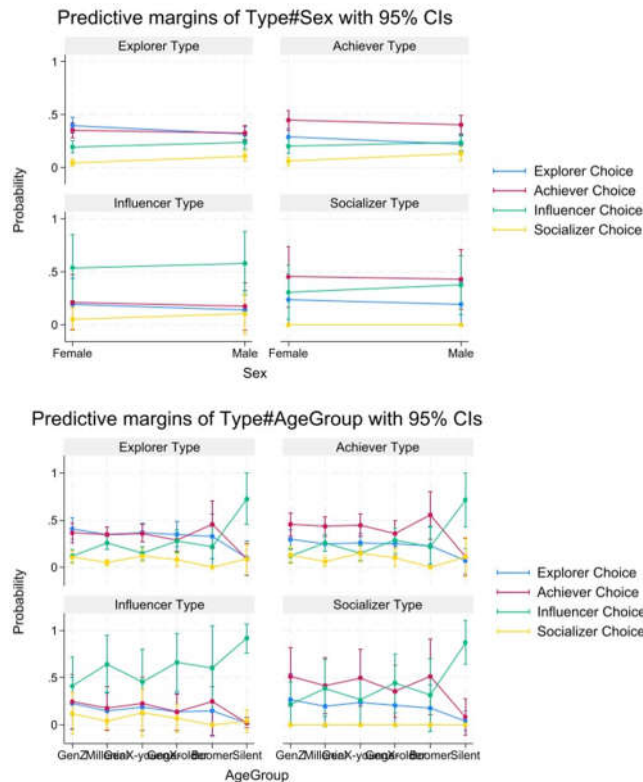 Predictive margins of Type#Sex with 95% CIs
Explorer Type
Achiever Type
1
.5
0
Influencer Type
Socializer Type
1
.5
0
Probability
Female
Male
Female
Male
Sex
Explorer Choice
Achiever Choice
Influencer Choice
Socializer Choice
Predictive margins of Type#AgeGroup with 95% CIs
Explorer Type
Achiever Type
1
.5
0
Influencer Type
Socializer Type
1
.5
0
Probability
GenZ
Silent
GenZ
Silent
AgeGroup
Explorer Choice
Achiever Choice
Influencer Choice
Socializer Choice